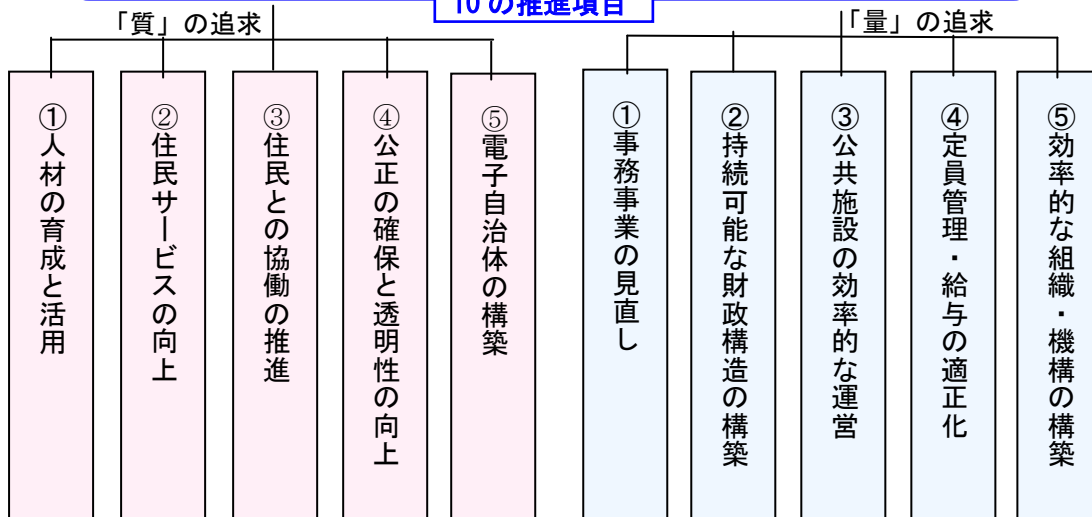 10の推進項目
「質」の追求
「量」の追求
①人材の育成と活用
②住民サービスの向上
③住民との協働の推進
④公正の確保と透明性の向上
⑤電子自治体の構築
①事務事業の見直し
②持続可能な財政構造の構築
③公共施設の効率的な運営
④定員管理・給与の適正化
⑤効率的な組織・機構の構築